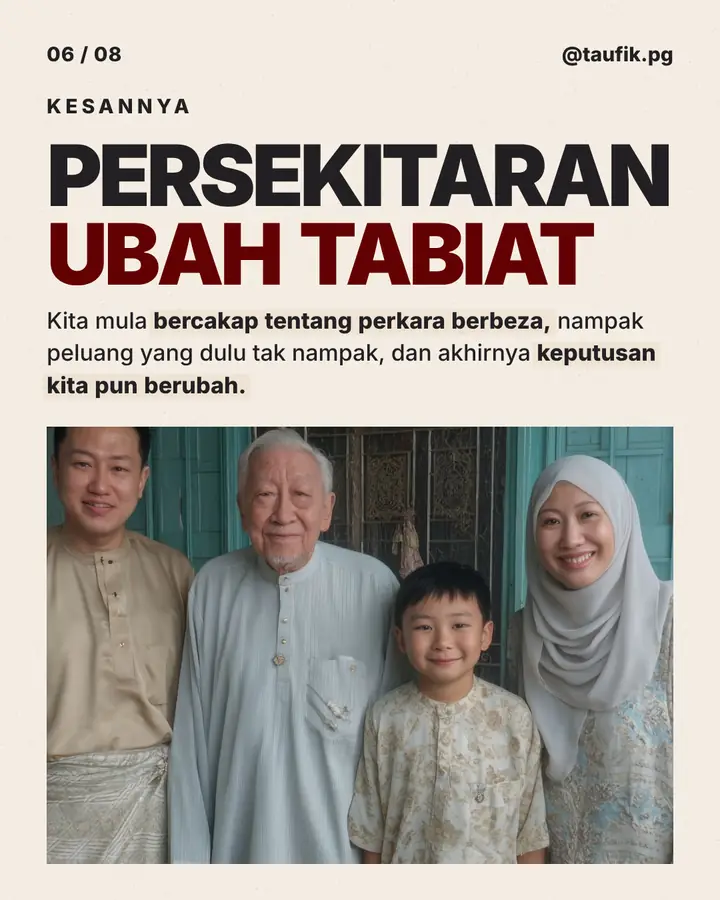 06 / 08
@taufik.pg
KESANNYA
PERSEKITARAN
UBAH TABIAT
Kita mula bercakap tentang perkara berbeza, nampak
peluang yang dulu tak nampak, dan akhirnya keputusan
kita pun berubah.